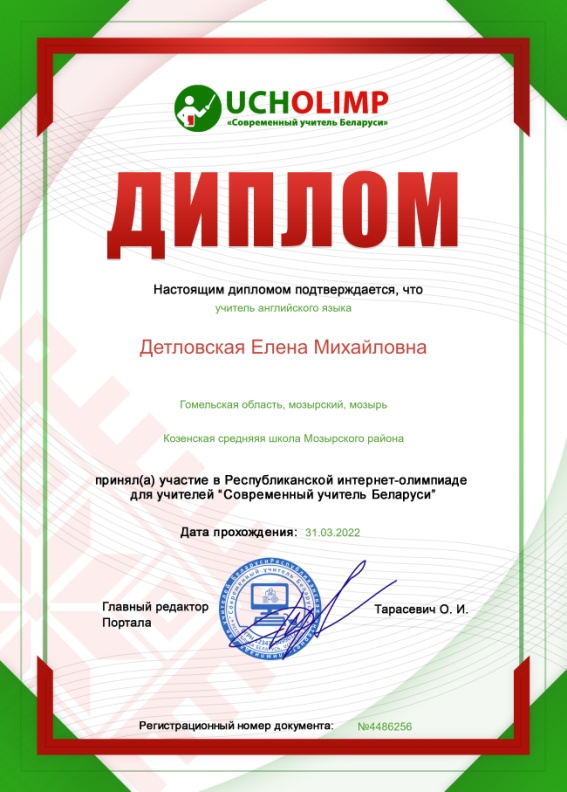 UCHOLIMP
«Современный учитель Беларуси»
ДИПЛОМ
Настоящим дипломом подтверждается, что
учитель английского языка
Детловская Елена Михайловна
Гомельская область, мозырский, мозырь
Козенская средняяя школа Мозырского района
принял(а) участие в Республиканской интернет-олимпиаде
для учителей "Современный учитель Беларуси"
Дата прохождения: 31.03.2022
Главный редактор
Портала
Тарасевич О. И.
Регистрационный номер документа: №4486256